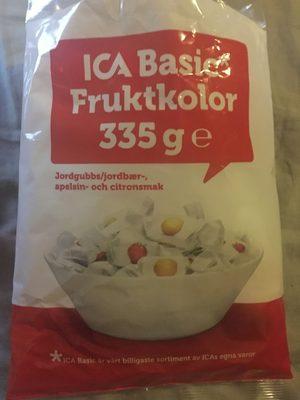 ICA Basic*
Fruktkolor
335 g ℮
Jordgubbs/jordbær-,
apelsin- och citronsmak
* ICA Basic är vårt billigaste sortiment av ICAs egna varor